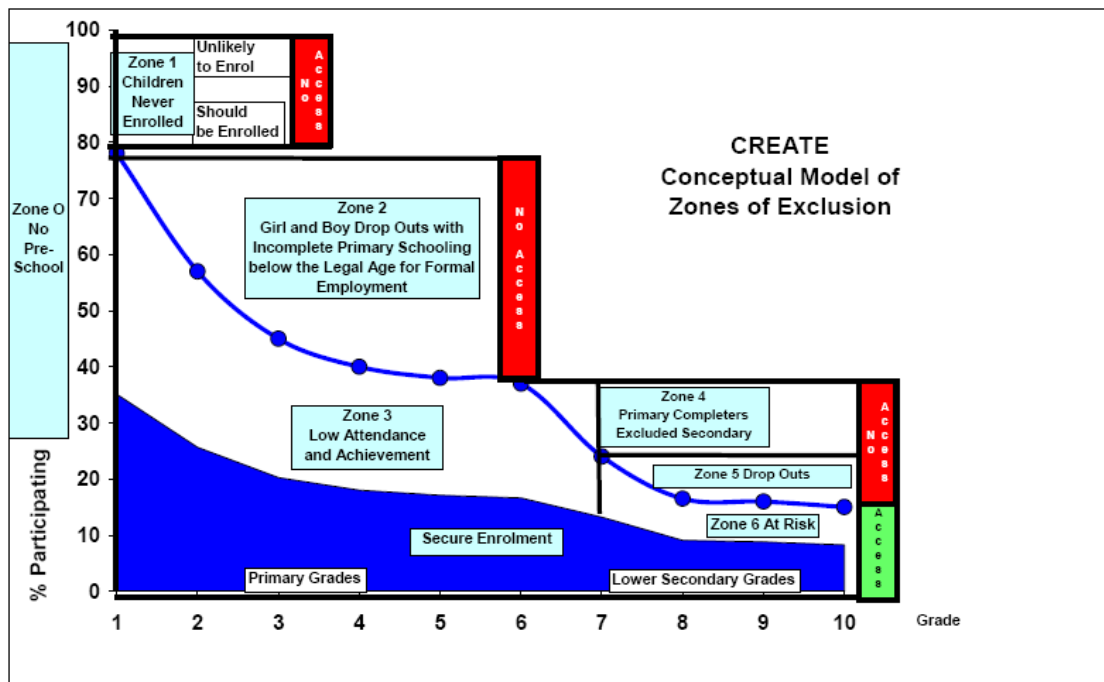 CREATE
Conceptual Model of
Zones of Exclusion
% Participating
100
90
80
70
60
50
40
30
20
10
0
Zone O
No
Pre-
School
Zone 1
Children
Never
Enrolled
Unlikely
to Enrol
Should
be Enrolled
No
Access
Zone 2
Girl and Boy Drop Outs with
Incomplete Primary Schooling
below the Legal Age for Formal
Employment
No Access
Zone 3
Low Attendance
and Achievement
Zone 4
Primary Completers
Excluded Secondary
No
Access
Zone 5 Drop Outs
Zone 6 At Risk
Access
Secure Enrolment
Primary Grades
Lower Secondary Grades
1 2 3 4 5 6 7 8 9 10
Grade